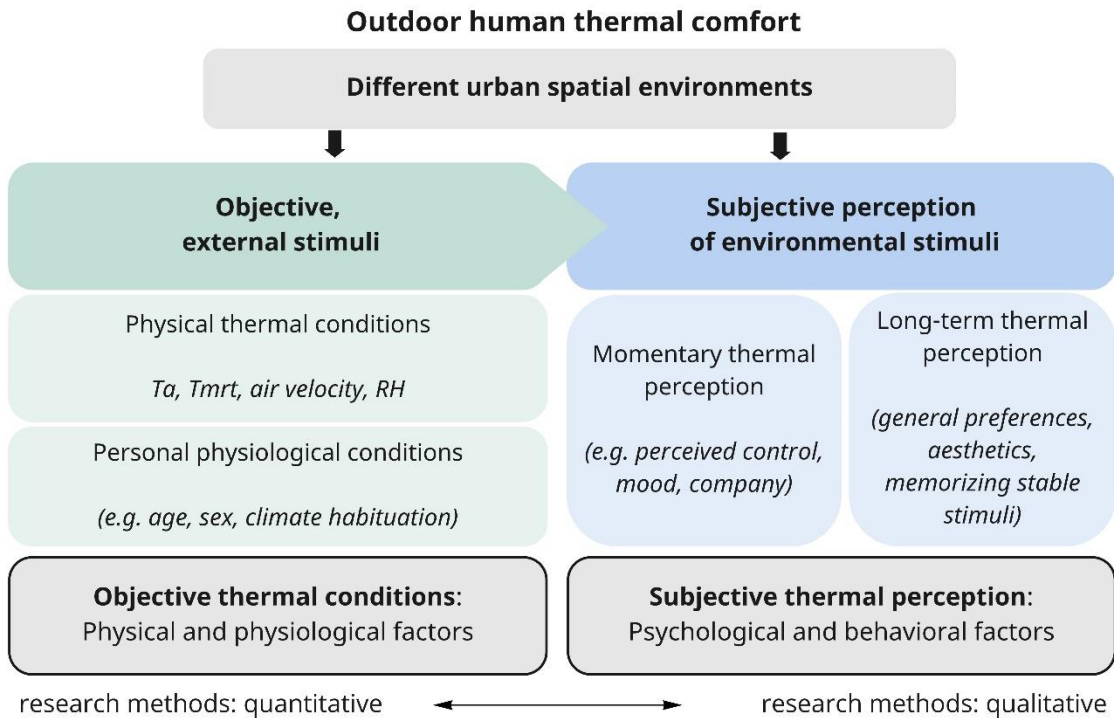 Outdoor human thermal comfort
Different urban spatial environments
Objective,
external stimuli
Subjective perception
of environmental stimuli
Physical thermal conditions
Ta, Tmrt, air velocity, RH
Personal physiological conditions
(e.g. age, sex, climate habituation)
Momentary thermal
perception
(e.g. perceived control,
mood, company)
Long-term thermal
perception
(general preferences,
aesthetics,
memorizing stable
stimuli)
Objective thermal conditions:
Physical and physiological factors
Subjective thermal perception:
Psychological and behavioral factors
research methods: quantitative
research methods: qualitative